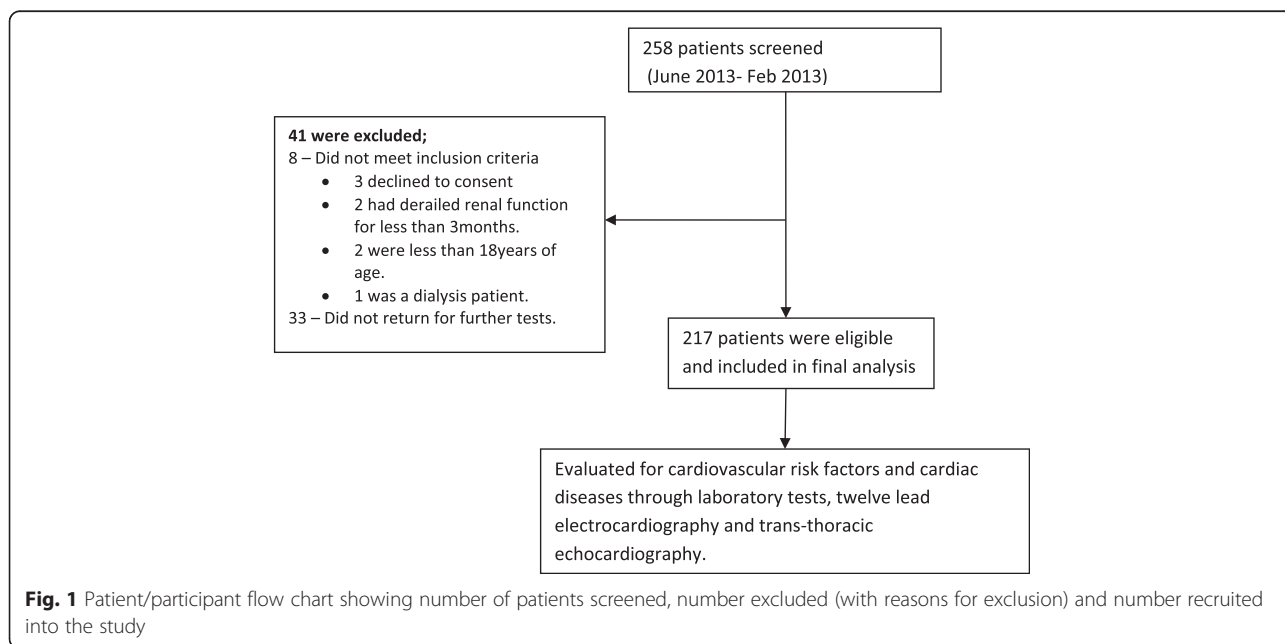 258 patients screened
(June 2013- Feb 2013)
41 were excluded;
8 – Did not meet inclusion criteria
• 3 declined to consent
• 2 had derailed renal function
for less than 3months.
• 2 were less than 18years of
age.
• 1 was a dialysis patient.
33 – Did not return for further tests.
217 patients were eligible
and included in final analysis
Evaluated for cardiovascular risk factors and cardiac
diseases through laboratory tests, twelve lead
electrocardiography and trans-thoracic
echocardiography.
Fig. 1 Patient/participant flow chart showing number of patients screened, number excluded (with reasons for exclusion) and number recruited
into the study